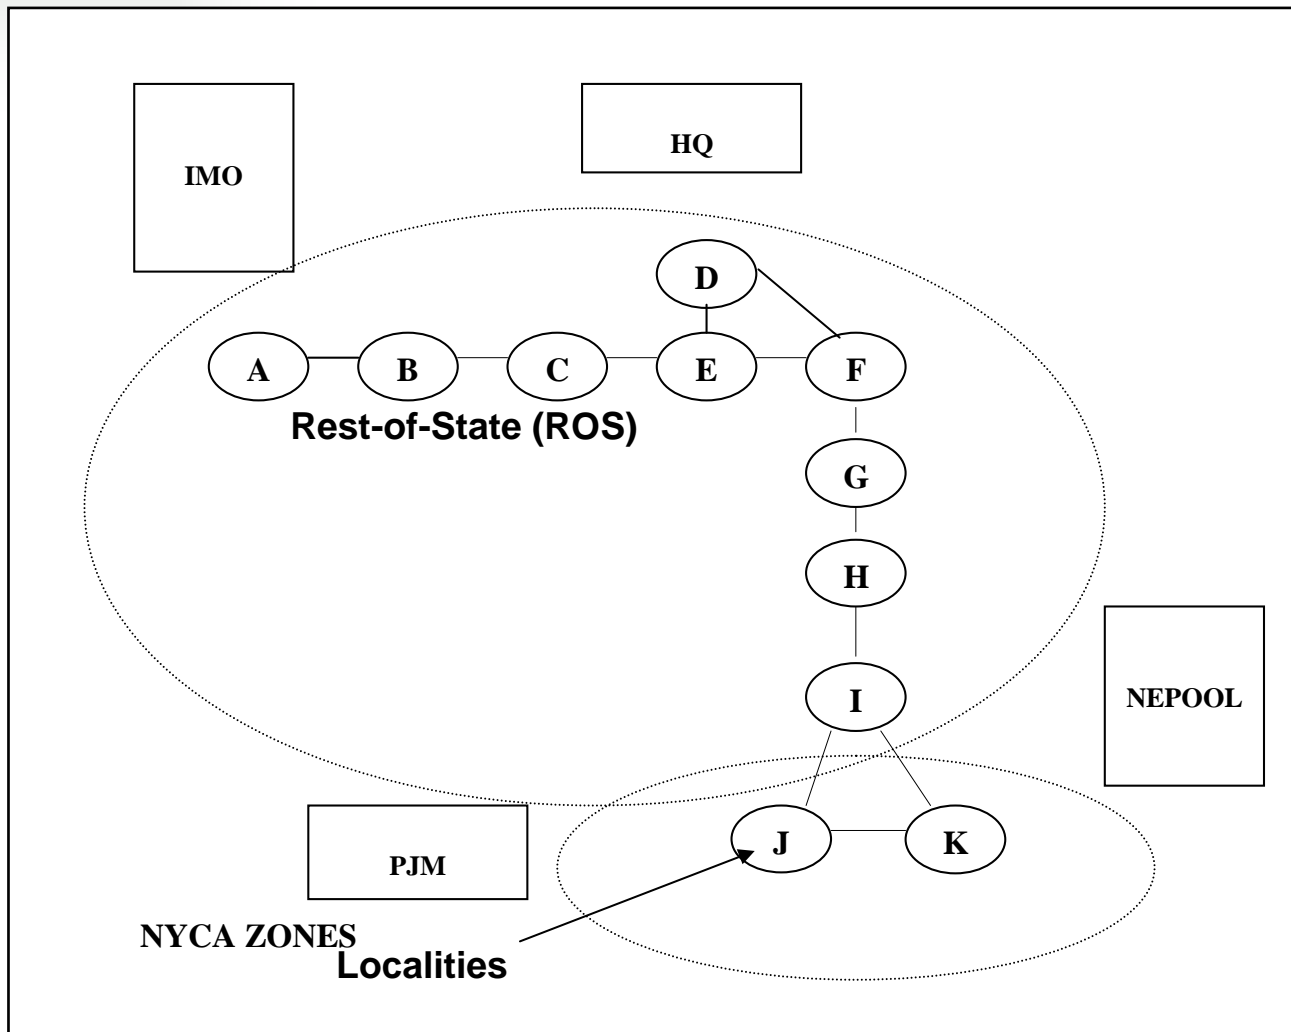 HQ
IMO
D
A B C E F
Rest-of-State (ROS)
G
H
I
NEPOOL
J K
PJM
NYCA ZONES
Localities